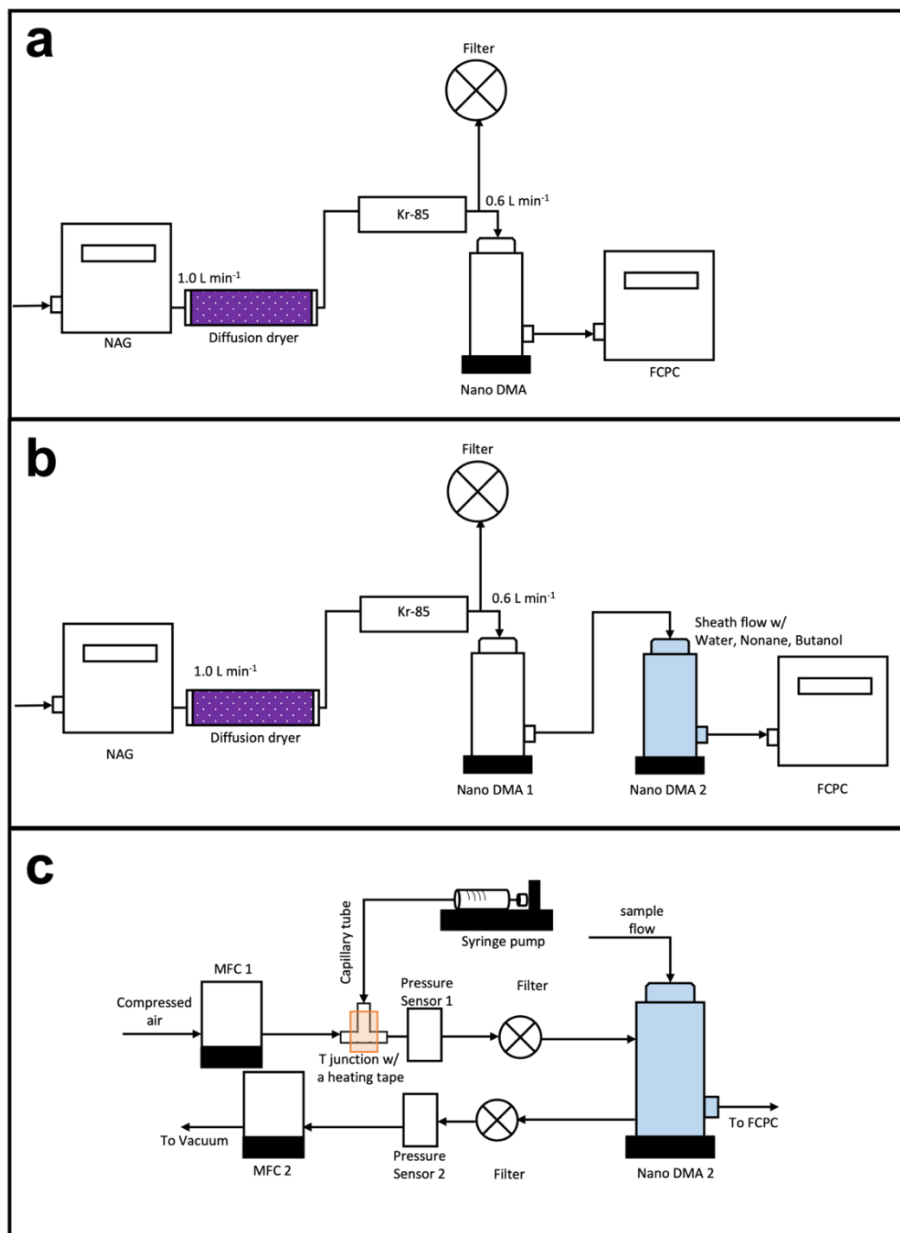 a
Filter
Kr-85
0.6 L min⁻¹
1.0 L min⁻¹
Diffusion dryer
NAG
Nano DMA
FCPC
b
Filter
Kr-85
0.6 L min⁻¹
Sheath flow w/
Water, Nonane, Butanol
1.0 L min⁻¹
Diffusion dryer
NAG
Nano DMA 1
Nano DMA 2
FCPC
c
Capillary tube
Syringe pump
sample
flow
MFC 1
Compressed
air
Pressure
Sensor 1
Filter
T junction w/
a heating tape
To Vacuum
MFC 2
Pressure
Sensor 2
Filter
To FCPC
Nano DMA 2